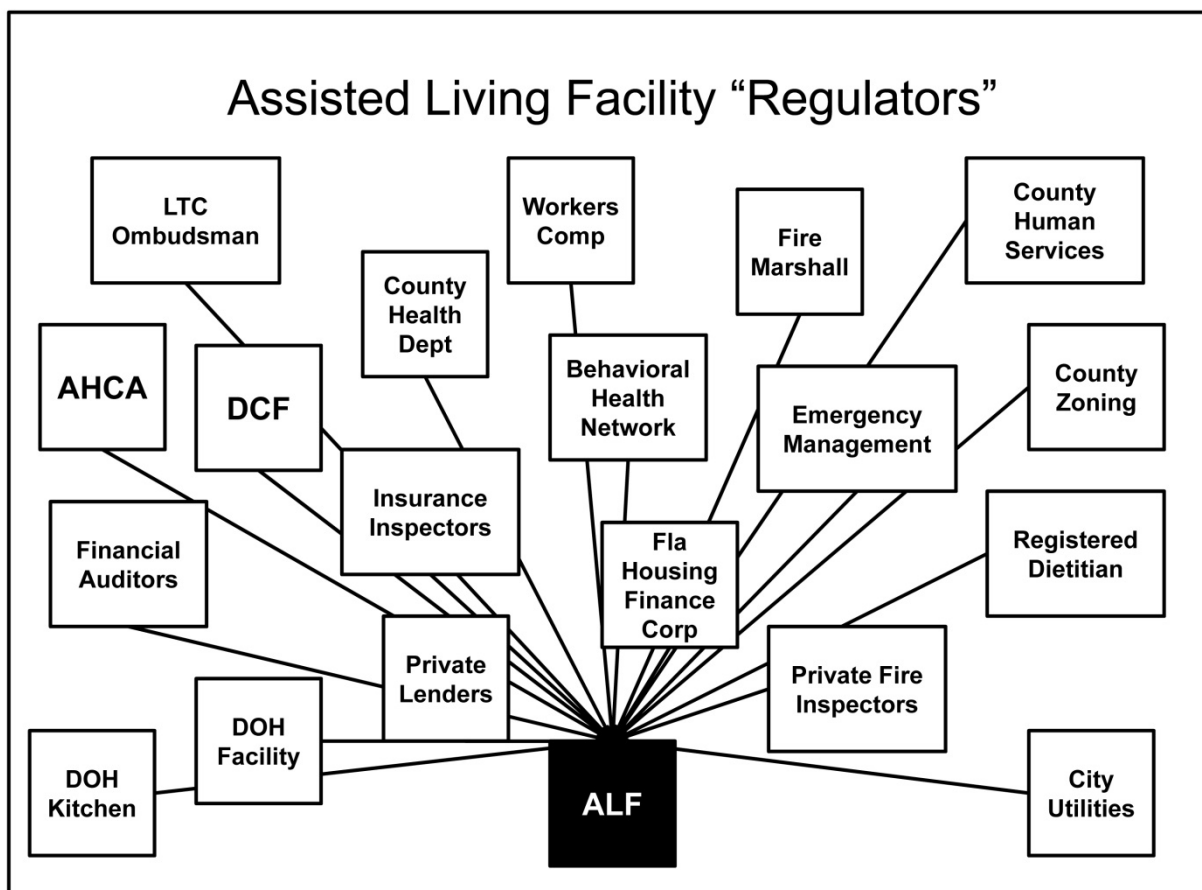 Assisted Living Facility “Regulators”
LTC
Ombudsman
Workers
Comp
Fire
Marshall
County
Human
Services
County
Health
Dept
AHCA
DCF
Behavioral
Health
Network
Emergency
Management
County
Zoning
Insurance
Inspectors
Financial
Auditors
Fla
Housing
Finance
Corp
Registered
Dietitian
Private
Lenders
Private Fire
Inspectors
DOH
Facility
DOH
Kitchen
ALF
City
Utilities